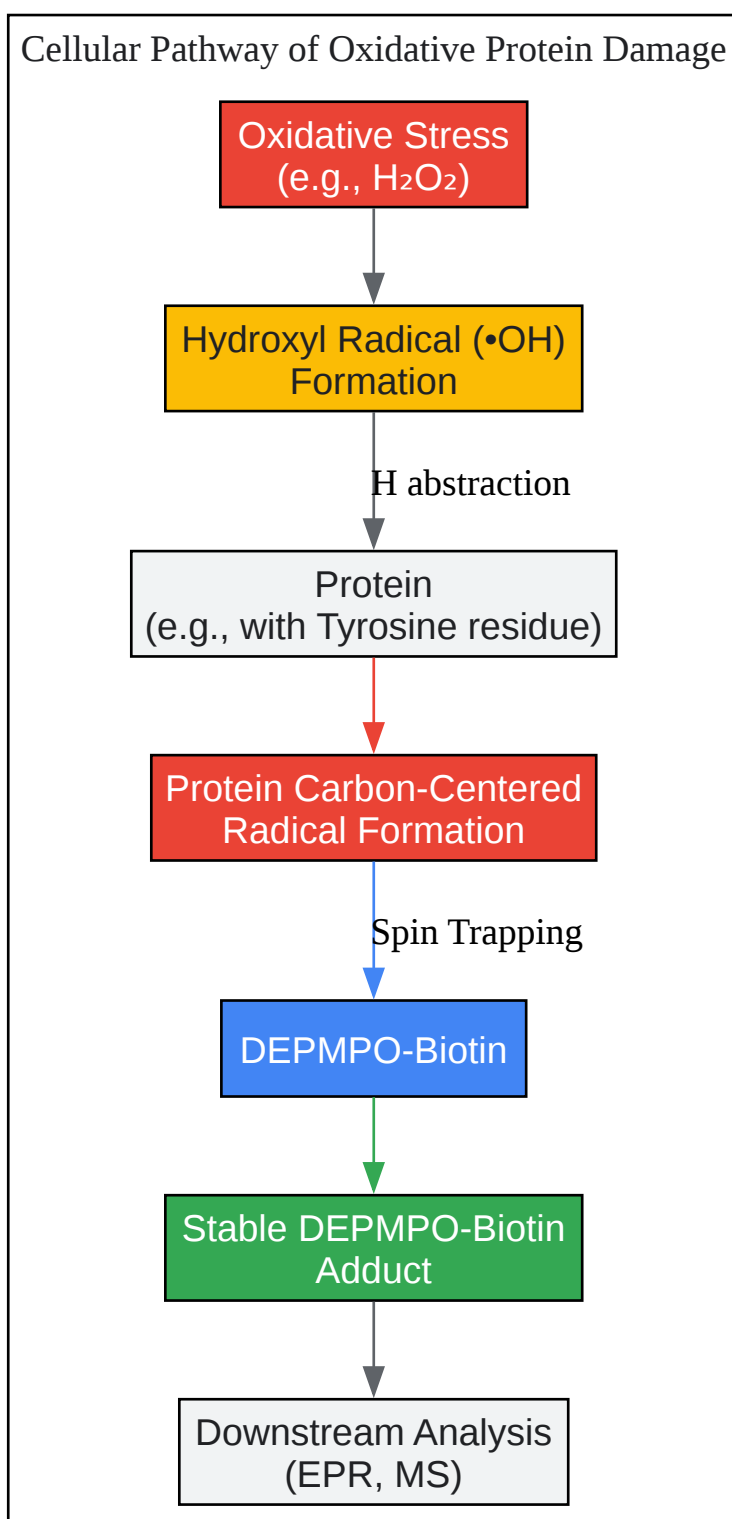 Cellular Pathway of Oxidative Protein Damage
Oxidative Stress
(e.g., H₂O₂)
Hydroxyl Radical (•OH)
Formation
H abstraction
Protein
(e.g., with Tyrosine residue)
Protein Carbon-Centered
Radical Formation
Spin Trapping
DEPMPO-Biotin
Stable DEPMPO-Biotin
Adduct
Downstream Analysis
(EPR, MS)